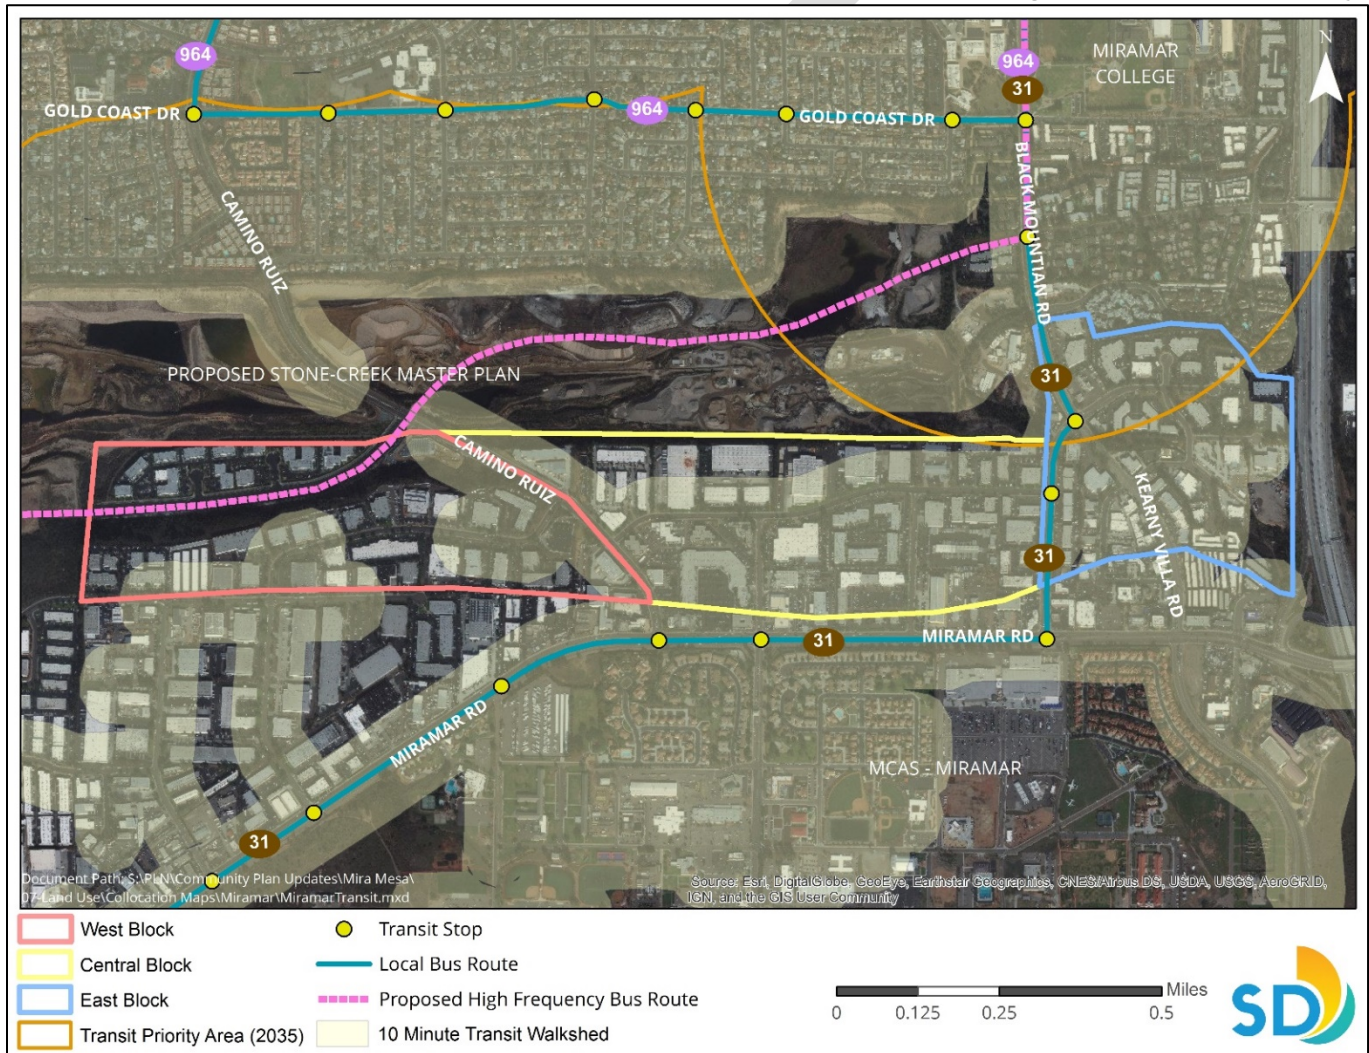 964
964
31
N
MIRAMAR
COLLEGE
GOLD COAST DR
964
GOLD COAST DR
BLACK MOUNTIAN RD
CAMINO RUIZ
PROPOSED STONE-CREEK MASTER PLAN
31
CAMINO RUIZ
KEARNY VILLA RD
31
31
MIRAMAR RD
MIRAMAR RD
MCAS - MIRAMAR
31
Document Path: S:\PLN\Community Plan Updates\Mira Mesa\
07 Land Use\Collocation Maps\Miramar\MiramarTransit.mxd
Source: Esri, DigitalGlobe, GeoEye, Earthstar Geographics, CNES/Airbus DS, USDA, USGS, AeroGRID,
IGN, and the GIS User Community
West Block
Central Block
East Block
Transit Priority Area (2035)
Transit Stop
Local Bus Route
Proposed High Frequency Bus Route
10 Minute Transit Walkshed
Miles
0 0.125 0.25 0.5
SD